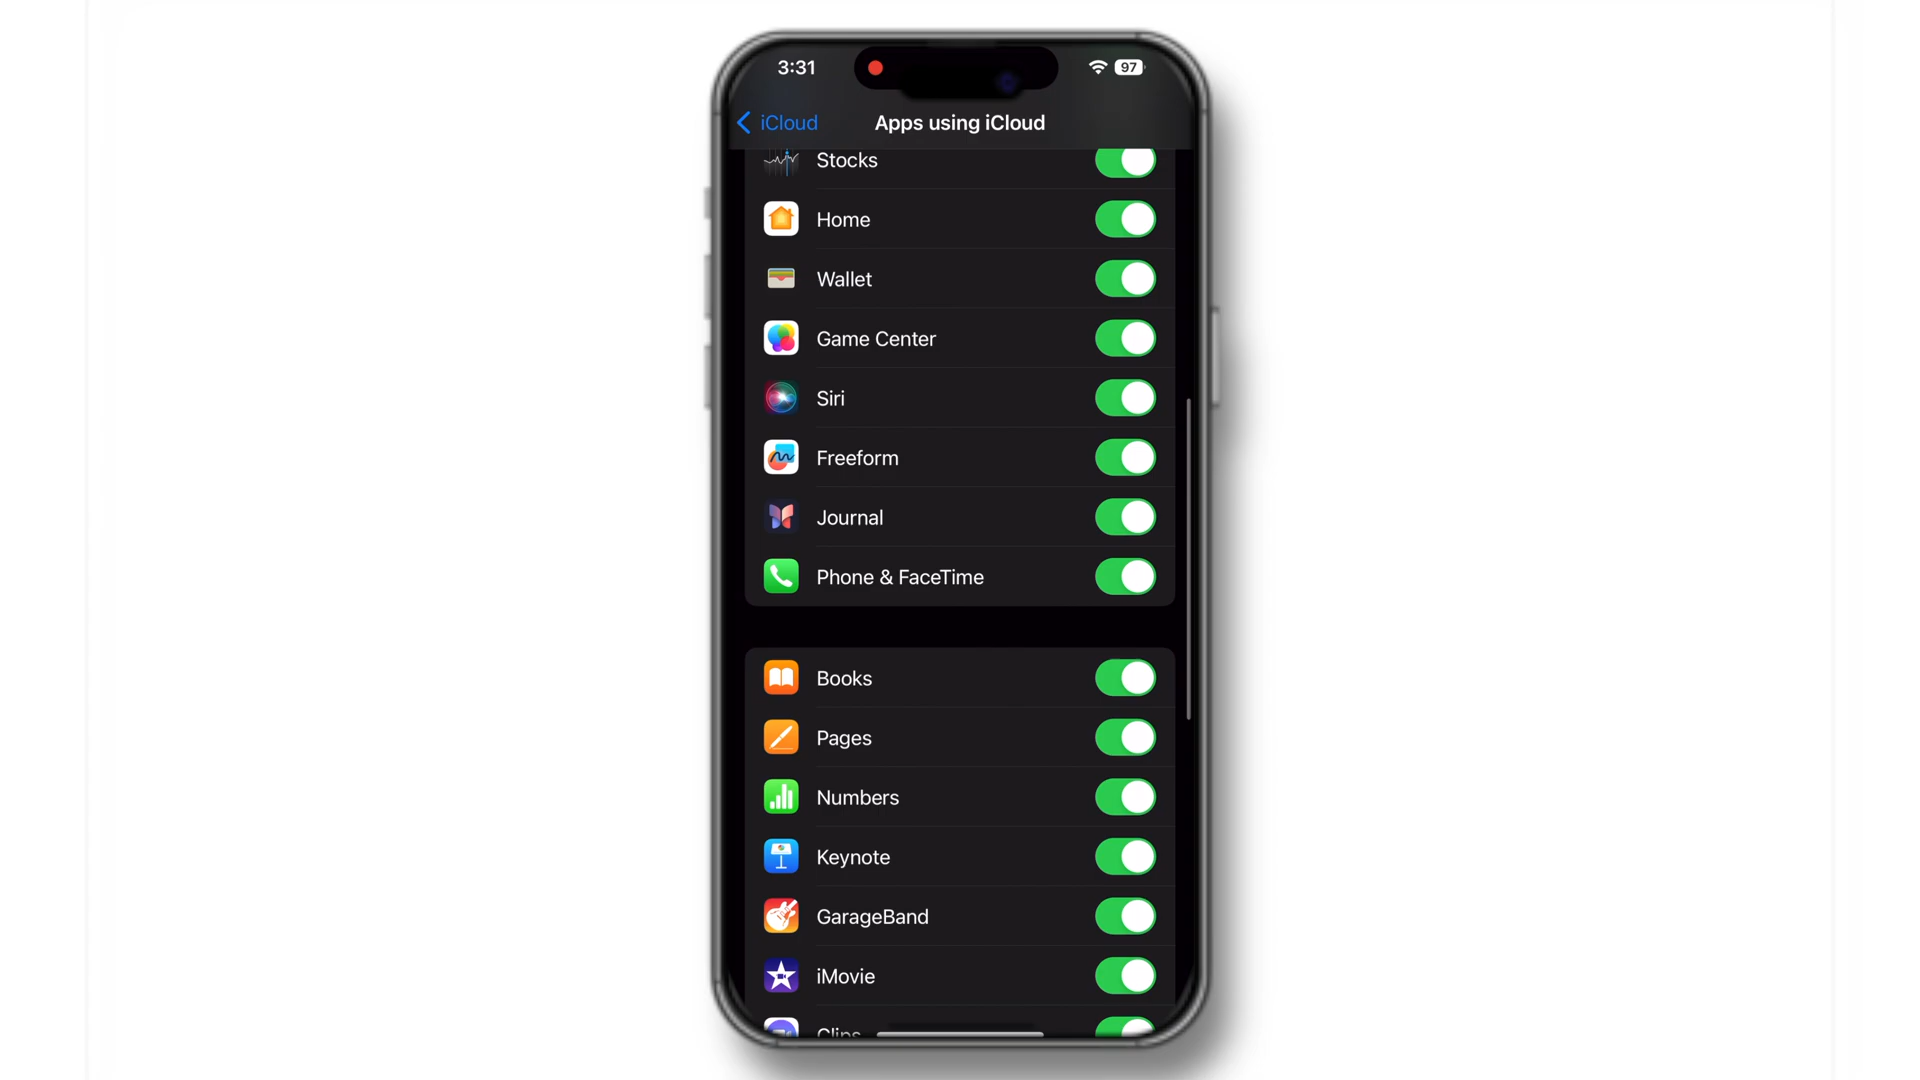 3:31
97
iCloud
Apps using iCloud
Stocks
Home
Wallet
Game Center
Siri
Freeform
Journal
Phone & FaceTime
Books
Pages
Numbers
Keynote
GarageBand
iMovie
Clips